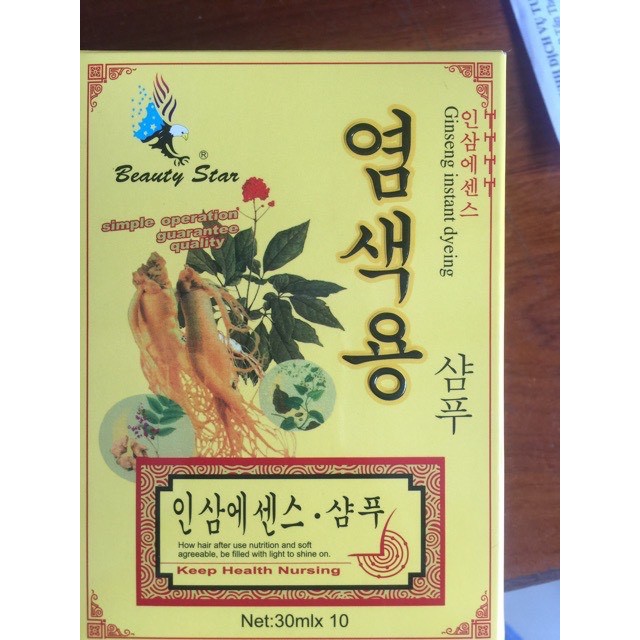 Beauty Star
®
simple operation
guarantee
quality
염색용
샴푸
인삼에센스
Ginseng instant dyeing
인삼에센스·샴푸
How hair after use nutrition and soft
agreeable, be filled with light to shine on.
Keep Health Nursing
Net:30mlx 10